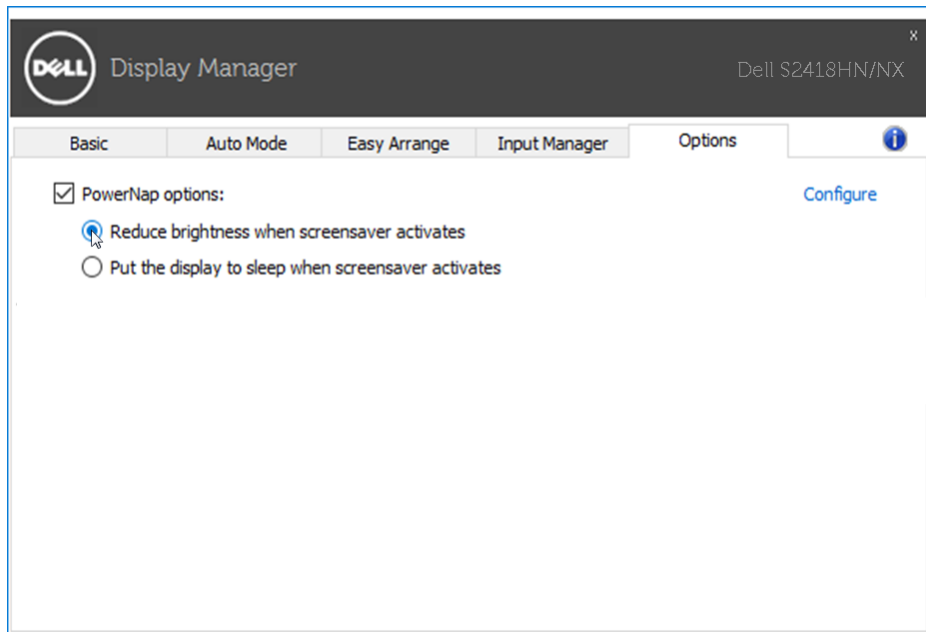 x
DELL Display Manager
Dell S2418HN/NX
Basic Auto Mode Easy Arrange Input Manager Options i
PowerNap options: Configure
Reduce brightness when screensaver activates
Put the display to sleep when screensaver activates